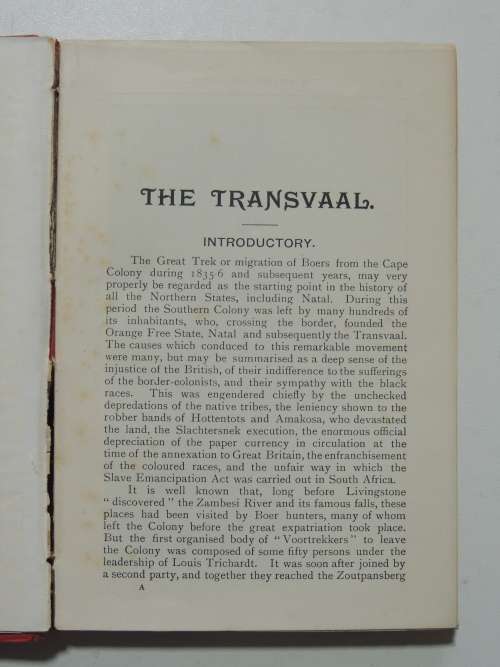 THE TRANSVAAL.
INTRODUCTORY.
The Great Trek or migration of Boers from the Cape
Colony during 1835-6 and subsequent years, may very
properly be regarded as the starting point in the history of
all the Northern States, including Natal. During this
period the Southern Colony was left by many hundreds of
its inhabitants, who, crossing the border, founded the
Orange Free State, Natal and subsequently the Transvaal.
The causes which conduced to this remarkable movement
were many, but may be summarised as a deep sense of the
injustice of the British, of their indifference to the sufferings
of the border-colonists, and their sympathy with the black
races. This was engendered chiefly by the unchecked
depredations of the native tribes, the leniency shown to the
robber bands of Hottentots and Amakosa, who devastated
the land, the Slachtersnek execution, the enormous official
depreciation of the paper currency in circulation at the
time of the annexation to Great Britain, the enfranchisement
of the coloured races, and the unfair way in which the
Slave Emancipation Act was carried out in South Africa.
It is well known that, long before Livingstone
"discovered" the Zambesi River and its famous falls, these
places had been visited by Boer hunters, many of whom
left the Colony before the great expatriation took place.
But the first organised body of "Voortrekkers" to leave
the Colony was composed of some fifty persons under the
leadership of Louis Trichardt. It was soon after joined by
a second party, and together they reached the Zoutpansberg
A